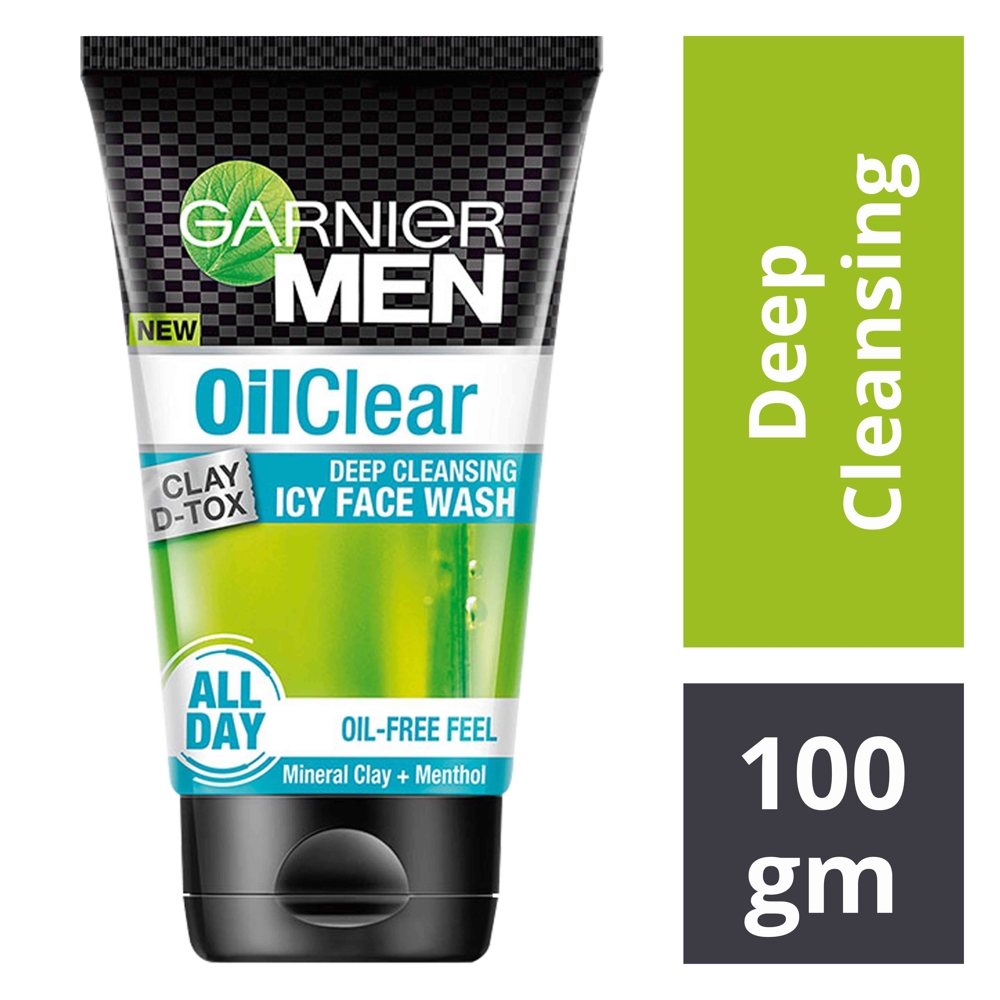 GARNIER
MEN
NEW
OilClear
CLAY
D-TOX
DEEP CLEANSING
ICY FACE WASH
ALL
DAY
OIL-FREE FEEL
Mineral Clay + Menthol
Deep
Cleansing
100
gm